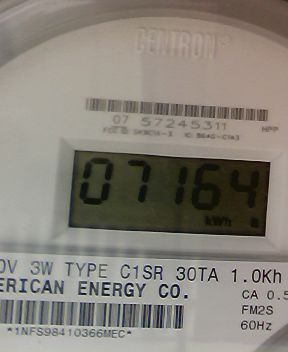 CENTRON
07 57245311
07164
kWh
0V 3W TYPE C1SR 30TA 1.0Kh
ERICAN ENERGY CO.
CA 0.5
FM2S
60Hz
*1NFS98410366MEC*